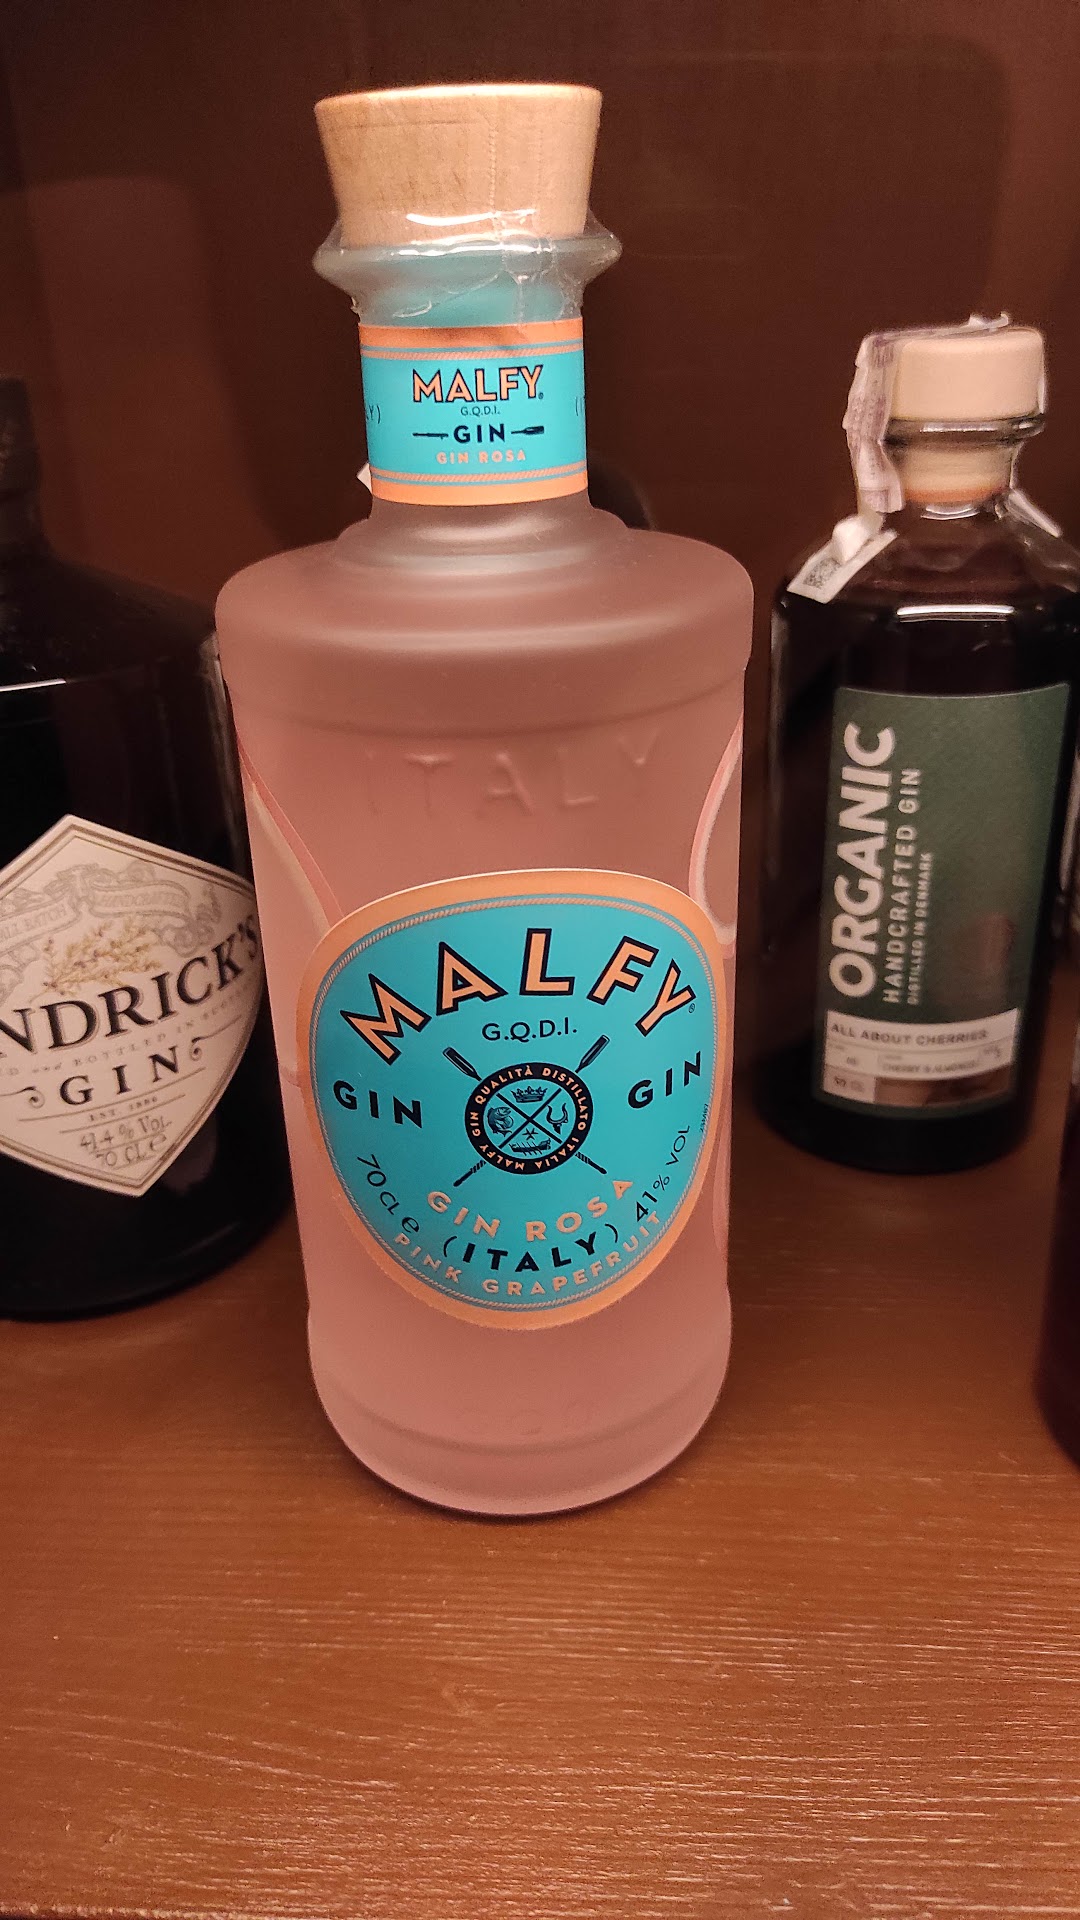 MALFY
G.Q.D.I.
GIN
GIN ROSA
ITALY
MALFY
G.Q.D.I.
GIN GIN
MALFY GIN QUALITÀ DISTILLATO ITALIA
70 CL e GIN ROSA 41% VOL
(ITALY)
PINK GRAPEFRUIT
NDRICK'S
GIN
EST. 1886
41.4% VOL
70 CL e
ORGANIC
HANDCRAFTED GIN
DISTILLED IN DENMARK
ALL ABOUT CHERRIES